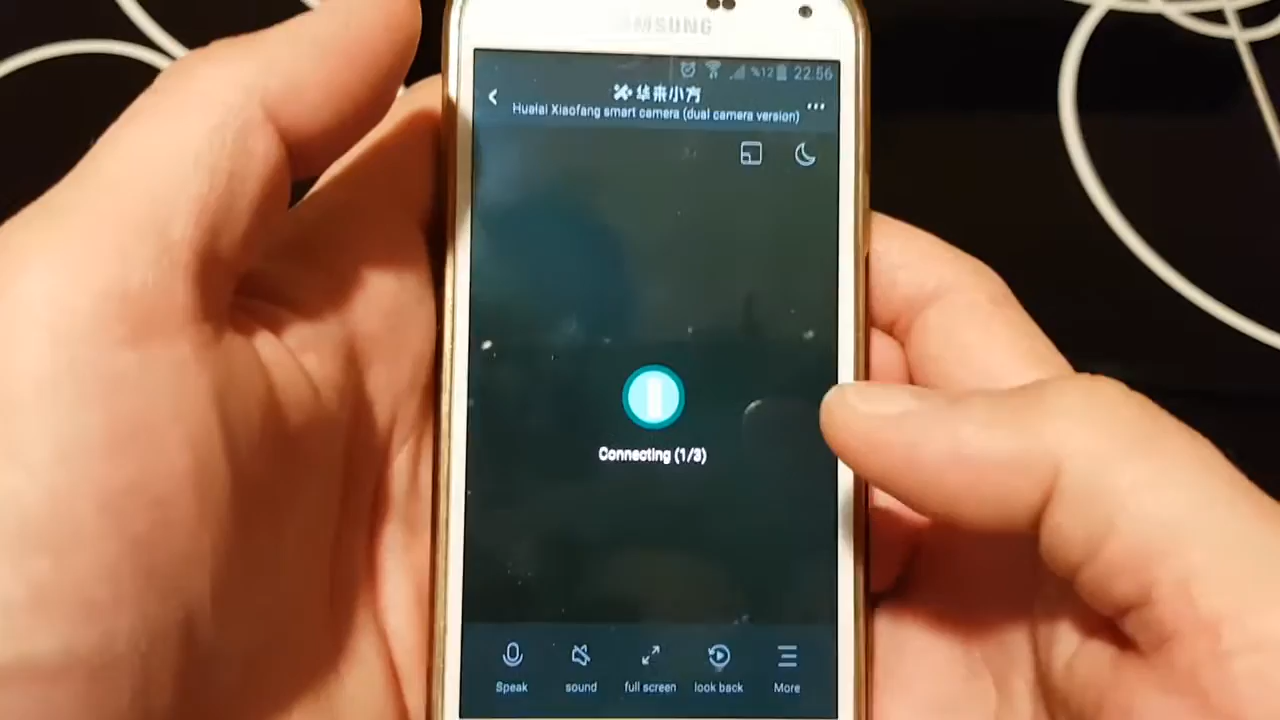 SAMSUNG
%12 22:56
华来小方
Hualai Xiaofang smart camera (dual camera version)
Connecting (1/3)
Speak sound full screen look back More